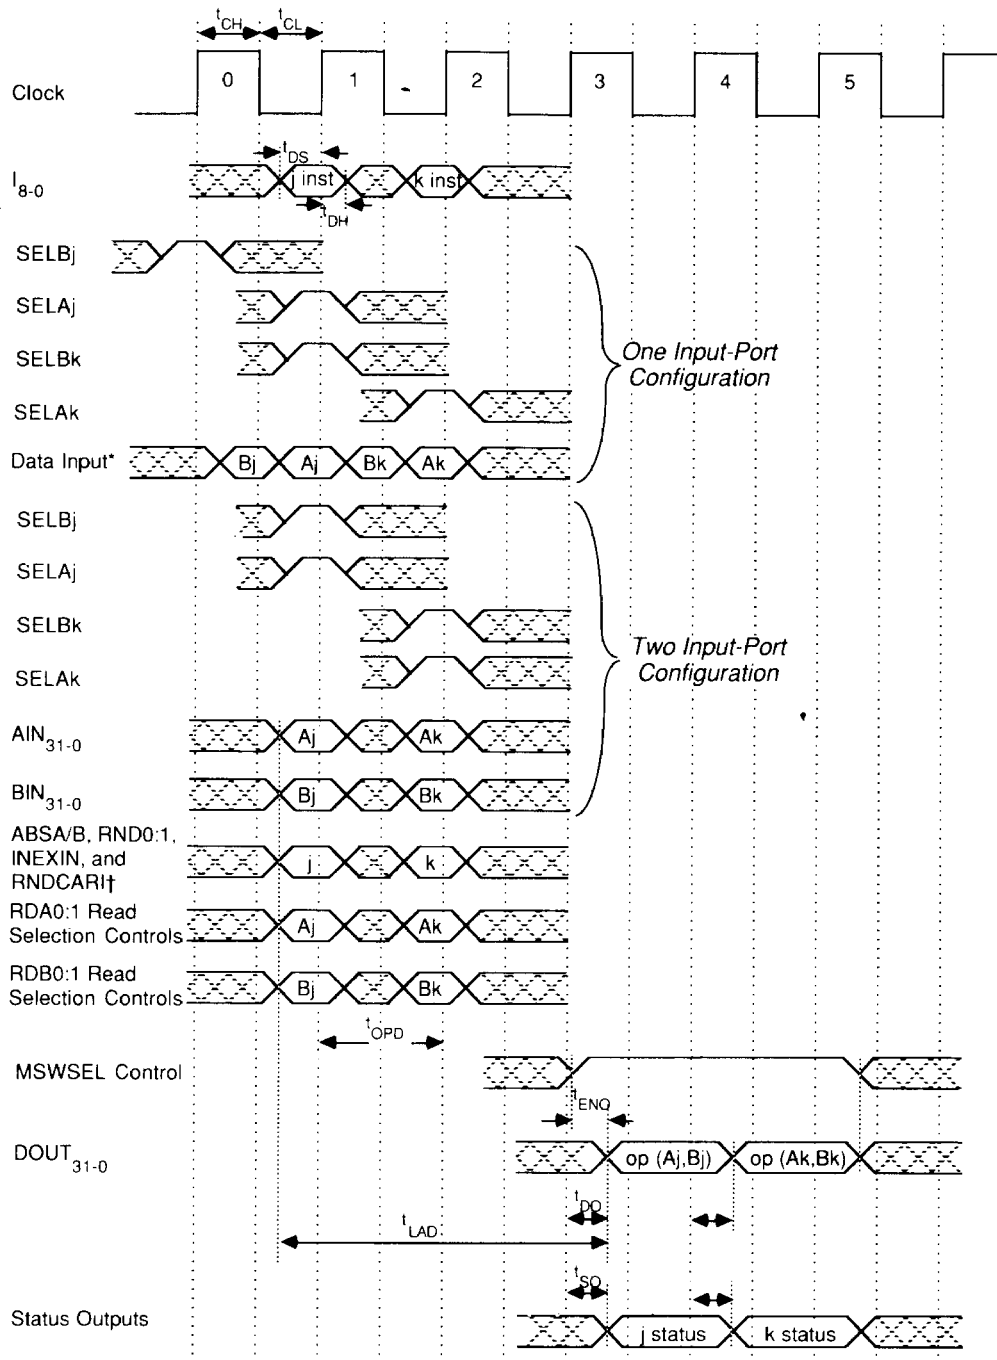 tCH tCL
Clock 0 1 2 3 4 5
tDS
I8-0 j inst k inst
tDH
SELBj
SELAj
SELBk
SELAk
One Input-Port
Configuration
Data Input* Bj Aj Bk Ak
SELBj
SELAj
SELBk
SELAk
Two Input-Port
Configuration
AIN31-0 Aj Ak
BIN31-0 Bj Bk
ABSA/B, RND0:1,
INEXIN, and
RNDCARI† j k
RDA0:1 Read
Selection Controls Aj Ak
RDB0:1 Read
Selection Controls Bj Bk
tOPD
MSWSEL Control
tENO
DOUT31-0 op (Aj,Bj) op (Ak,Bk)
tDO
tLAD
tSO
Status Outputs j status k status